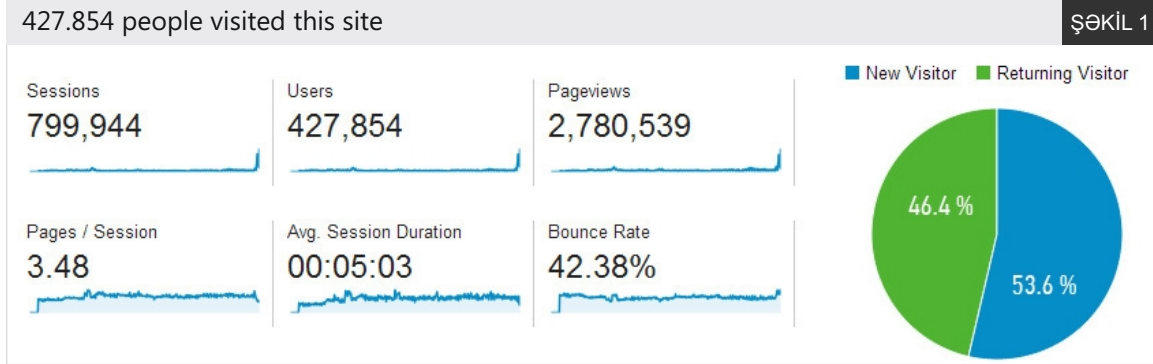 427.854 people visited this site
ŞƏKİL 1
Sessions
799,944
Users
427,854
Pageviews
2,780,539
Pages / Session
3.48
Avg. Session Duration
00:05:03
Bounce Rate
42.38%
New Visitor
Returning Visitor
46.4 %
53.6 %